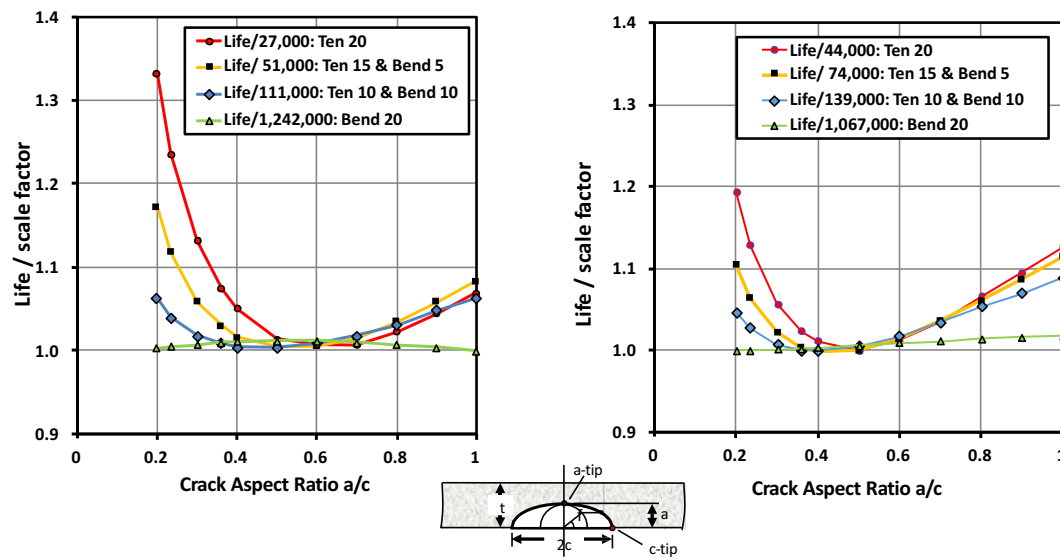 1.4
1.3
1.2
1.1
1.0
0.9
Life / scale factor
Life/27,000: Ten 20
Life/ 51,000: Ten 15 & Bend 5
Life/111,000: Ten 10 & Bend 10
Life/1,242,000: Bend 20
0 0.2 0.4 0.6 0.8 1
Crack Aspect Ratio a/c
1.4
1.3
1.2
1.1
1.0
0.9
Life / scale factor
Life/44,000: Ten 20
Life/ 74,000: Ten 15 & Bend 5
Life/139,000: Ten 10 & Bend 10
Life/1,067,000: Bend 20
0 0.2 0.4 0.6 0.8 1
Crack Aspect Ratio a/c
a-tip
t
r
a
2c
c-tip